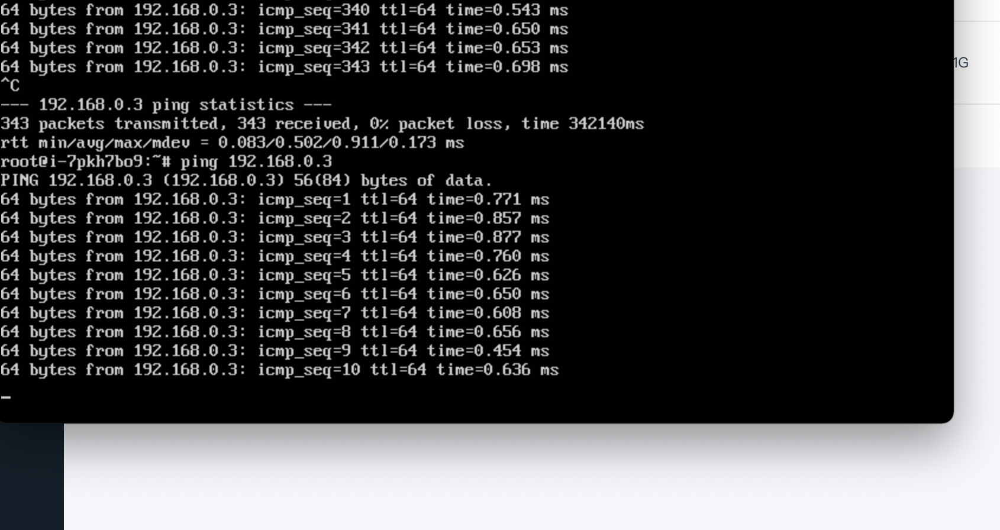 64 bytes from 192.168.0.3: icmp_seq=340 ttl=64 time=0.543 ms
64 bytes from 192.168.0.3: icmp_seq=341 ttl=64 time=0.650 ms
64 bytes from 192.168.0.3: icmp_seq=342 ttl=64 time=0.653 ms
64 bytes from 192.168.0.3: icmp_seq=343 ttl=64 time=0.698 ms
1G
^C
--- 192.168.0.3 ping statistics ---
343 packets transmitted, 343 received, 0% packet loss, time 342140ms
rtt min/avg/max/mdev = 0.083/0.502/0.911/0.173 ms
root@i-7pkh7bo9:~# ping 192.168.0.3
PING 192.168.0.3 (192.168.0.3) 56(84) bytes of data.
64 bytes from 192.168.0.3: icmp_seq=1 ttl=64 time=0.771 ms
64 bytes from 192.168.0.3: icmp_seq=2 ttl=64 time=0.857 ms
64 bytes from 192.168.0.3: icmp_seq=3 ttl=64 time=0.877 ms
64 bytes from 192.168.0.3: icmp_seq=4 ttl=64 time=0.760 ms
64 bytes from 192.168.0.3: icmp_seq=5 ttl=64 time=0.626 ms
64 bytes from 192.168.0.3: icmp_seq=6 ttl=64 time=0.650 ms
64 bytes from 192.168.0.3: icmp_seq=7 ttl=64 time=0.608 ms
64 bytes from 192.168.0.3: icmp_seq=8 ttl=64 time=0.656 ms
64 bytes from 192.168.0.3: icmp_seq=9 ttl=64 time=0.454 ms
64 bytes from 192.168.0.3: icmp_seq=10 ttl=64 time=0.636 ms